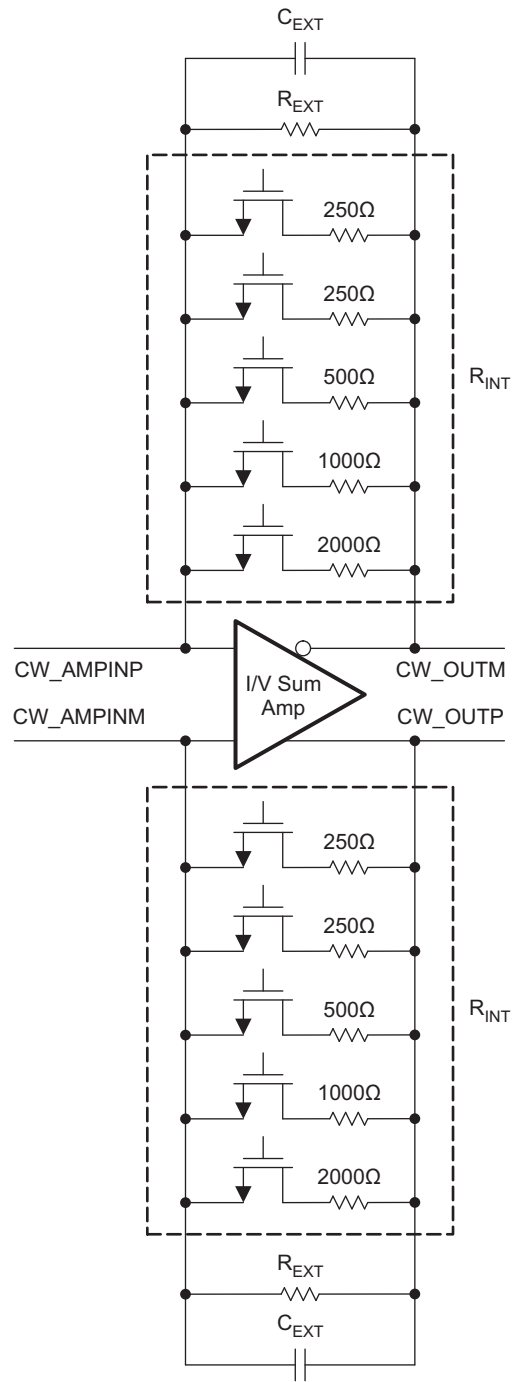 C_EXT
R_EXT
250Ω
250Ω
500Ω
R_INT
1000Ω
2000Ω
CW_AMPINP
I/V Sum
Amp
CW_OUTM
CW_AMPINM
CW_OUTP
250Ω
250Ω
500Ω
R_INT
1000Ω
2000Ω
R_EXT
C_EXT